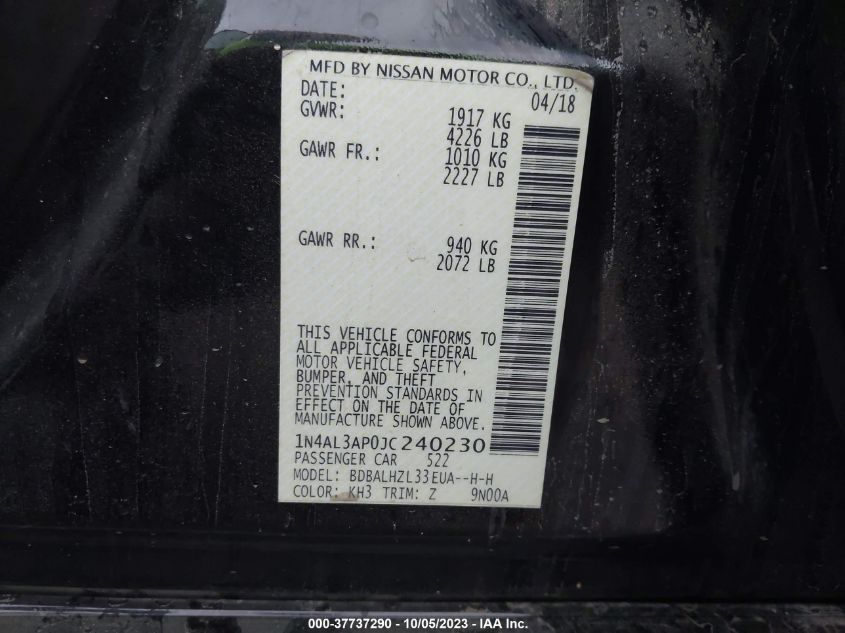 MFD BY NISSAN MOTOR CO., LTD.
DATE: 04/18
GVWR: 1917 KG
4226 LB
GAWR FR.: 1010 KG
2227 LB
GAWR RR.: 940 KG
2072 LB
THIS VEHICLE CONFORMS TO
ALL APPLICABLE FEDERAL
MOTOR VEHICLE SAFETY,
BUMPER, AND THEFT
PREVENTION STANDARDS IN
EFFECT ON THE DATE OF
MANUFACTURE SHOWN ABOVE.
1N4AL3AP0JC240230
PASSENGER CAR 522
MODEL: BDBALHZL33EUA--H-H
COLOR: KH3 TRIM: Z 9N00A
000-37737290 - 10/05/2023 - © IAA Inc.